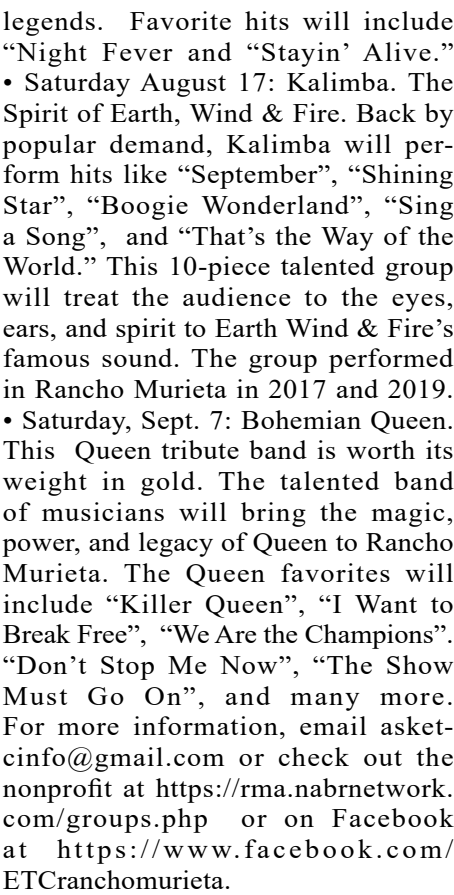 legends. Favorite hits will include
“Night Fever and “Stayin’ Alive.”
• Saturday August 17: Kalimba. The
Spirit of Earth, Wind & Fire. Back by
popular demand, Kalimba will per-
form hits like “September”, “Shining
Star”, “Boogie Wonderland”, “Sing
a Song”, and “That’s the Way of the
World.” This 10-piece talented group
will treat the audience to the eyes,
ears, and spirit to Earth Wind & Fire’s
famous sound. The group performed
in Rancho Murieta in 2017 and 2019.
• Saturday, Sept. 7: Bohemian Queen.
This Queen tribute band is worth its
weight in gold. The talented band
of musicians will bring the magic,
power, and legacy of Queen to Rancho
Murieta. The Queen favorites will
include “Killer Queen”, “I Want to
Break Free”, “We Are the Champions”.
“Don’t Stop Me Now”, “The Show
Must Go On”, and many more.
For more information, email asket-
cinfo@gmail.com or check out the
nonprofit at https://rma.nabrnetwork.
com/groups.php or on Facebook
at https://www.facebook.com/
ETCranchomurieta.